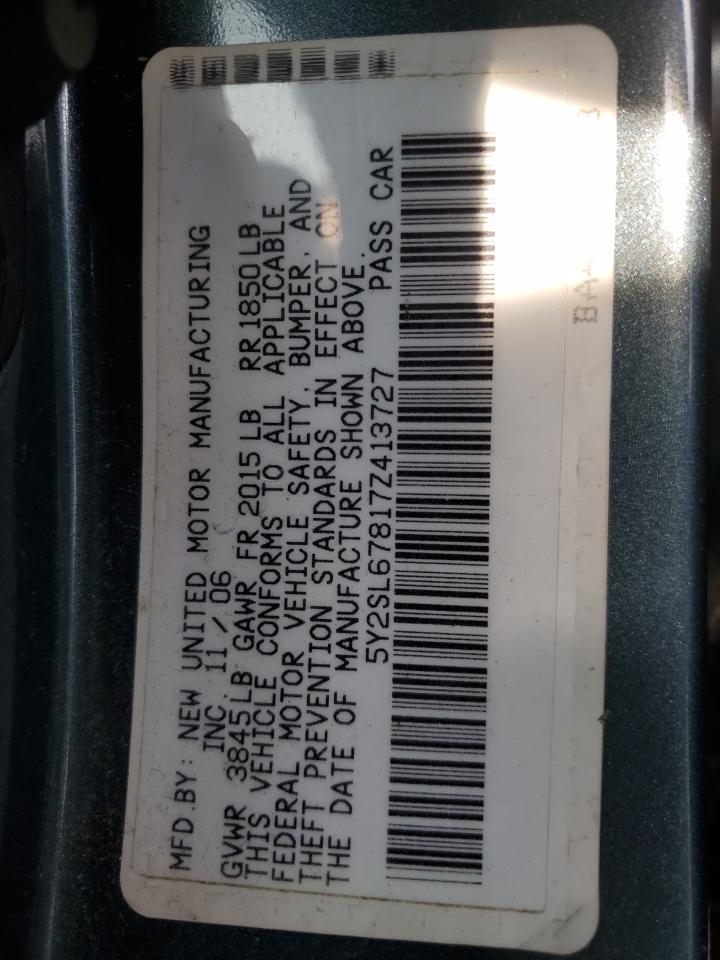 MFD.BY: NEW UNITED MOTOR MANUFACTURING
INC. 11/06
GVWR 3845LB GAWR FR 2015LB RR1850LB
THIS VEHICLE CONFORMS TO ALL APPLICABLE
FEDERAL MOTOR VEHICLE SAFETY, BUMPER, AND
THEFT PREVENTION STANDARDS IN EFFECT ON
THE DATE OF MANUFACTURE SHOWN ABOVE.
5Y2SL67817Z413727 PASS CAR